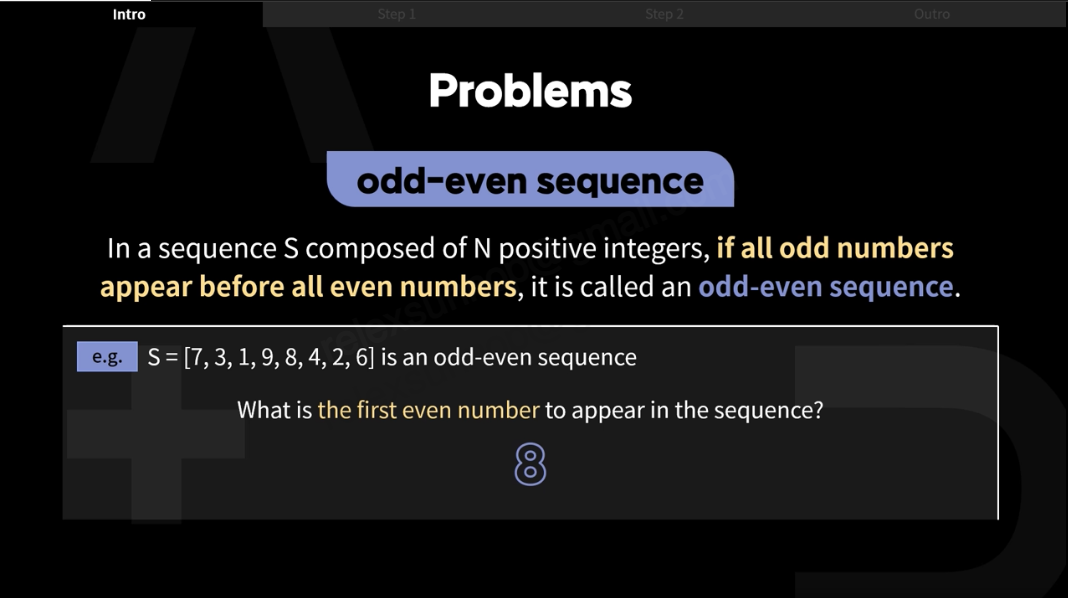 Intro
Step 1
Step 2
Outro
Problems
odd-even sequence
In a sequence S composed of N positive integers, if all odd numbers
appear before all even numbers, it is called an odd-even sequence.
e.g. S = [7, 3, 1, 9, 8, 4, 2, 6] is an odd-even sequence
What is the first even number to appear in the sequence?
8